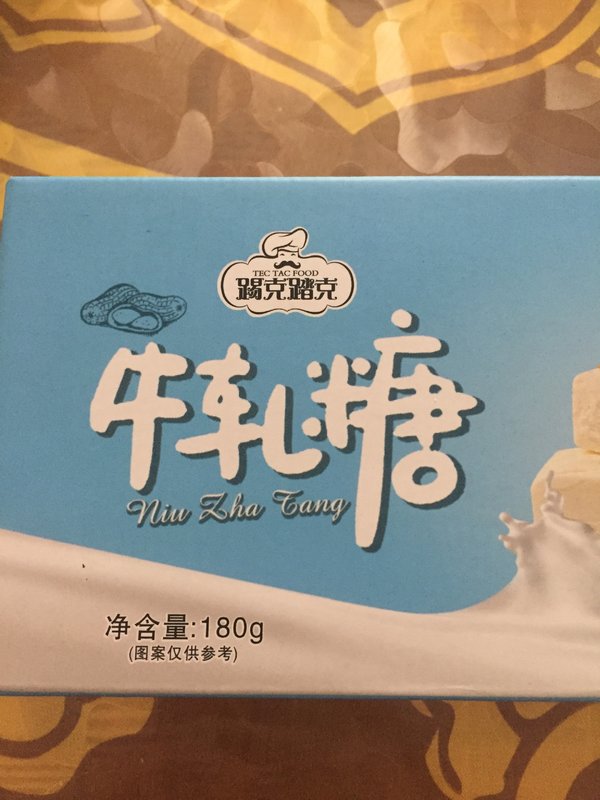 TEC TAC FOOD
踢克踏克
牛轧糖
Niu Zha Tang
净含量:180g
(图案仅供参考)